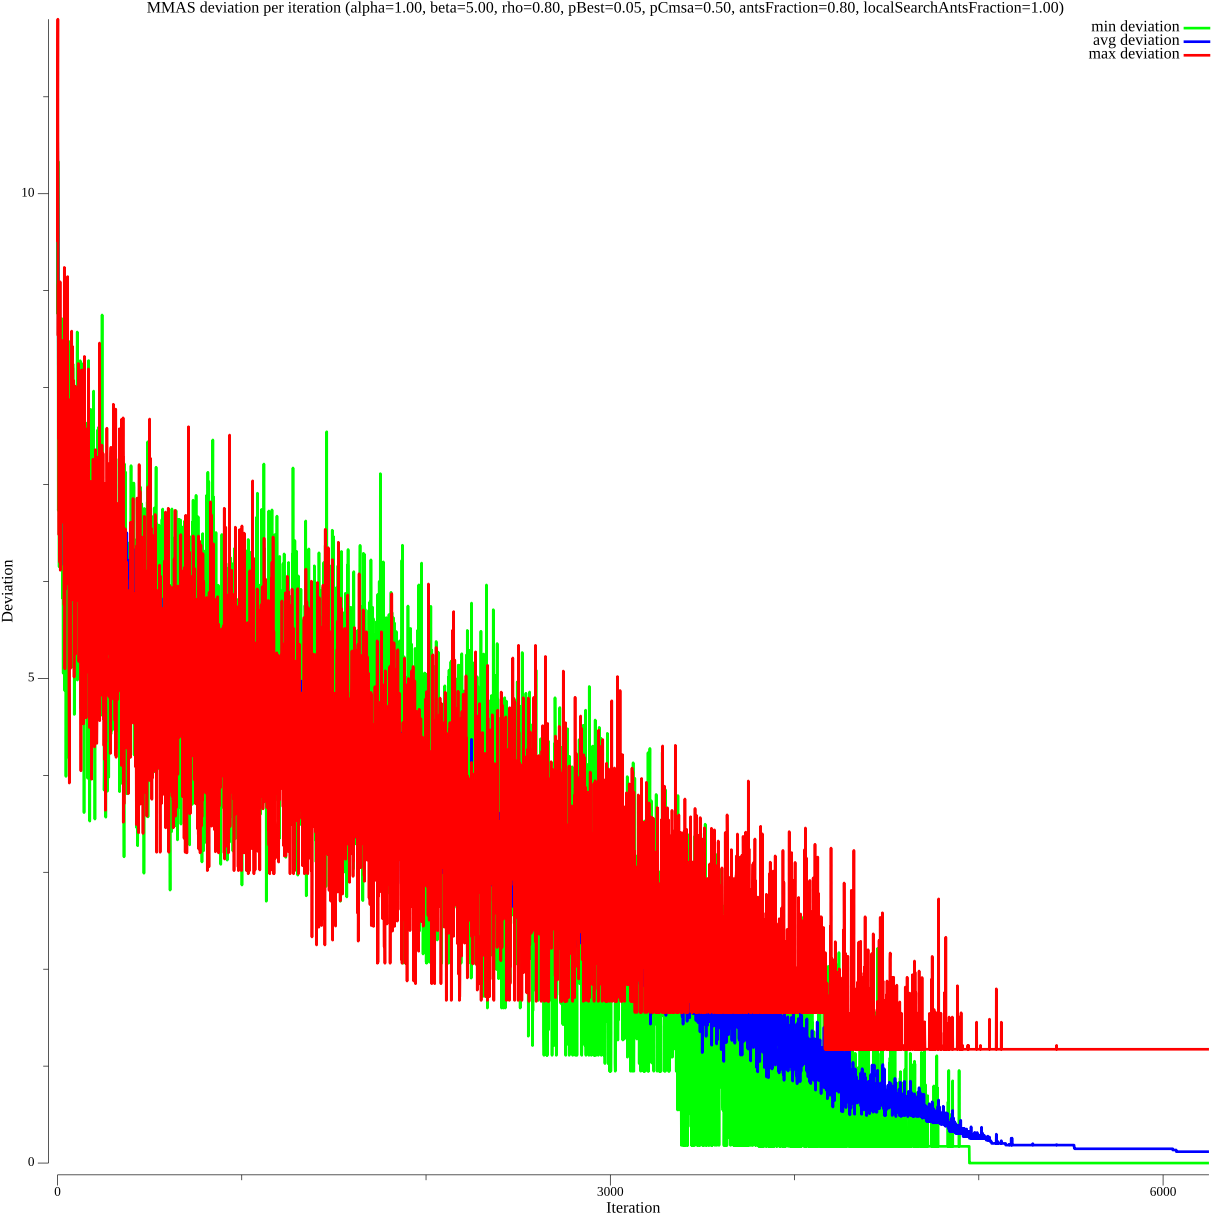 MMAS deviation per iteration (alpha=1.00, beta=5.00, rho=0.80, pBest=0.05, pCmsa=0.50, antsFraction=0.80, localSearchAntsFraction=1.00)
min deviation
avg deviation
max deviation
10
5
0
Deviation
0
3000
6000
Iteration